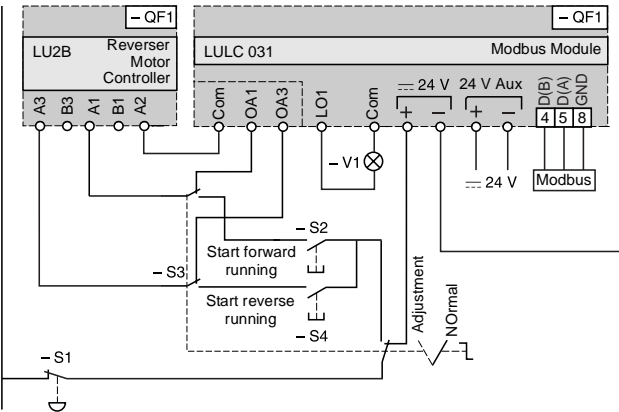 – QF1
– QF1
LU2B
Reverser
Motor
Controller
LULC 031
Modbus Module
A3
B3
A1
B1
A2
Com
OA1
OA3
LO1
Com
24 V
+
–
24 V Aux
+
–
D(B)
D(A)
GND
4
5
8
– V1
24 V
Modbus
– S2
Start forward
running
– S3
Start reverse
running
– S4
Adjustment
NOrmal
– S1